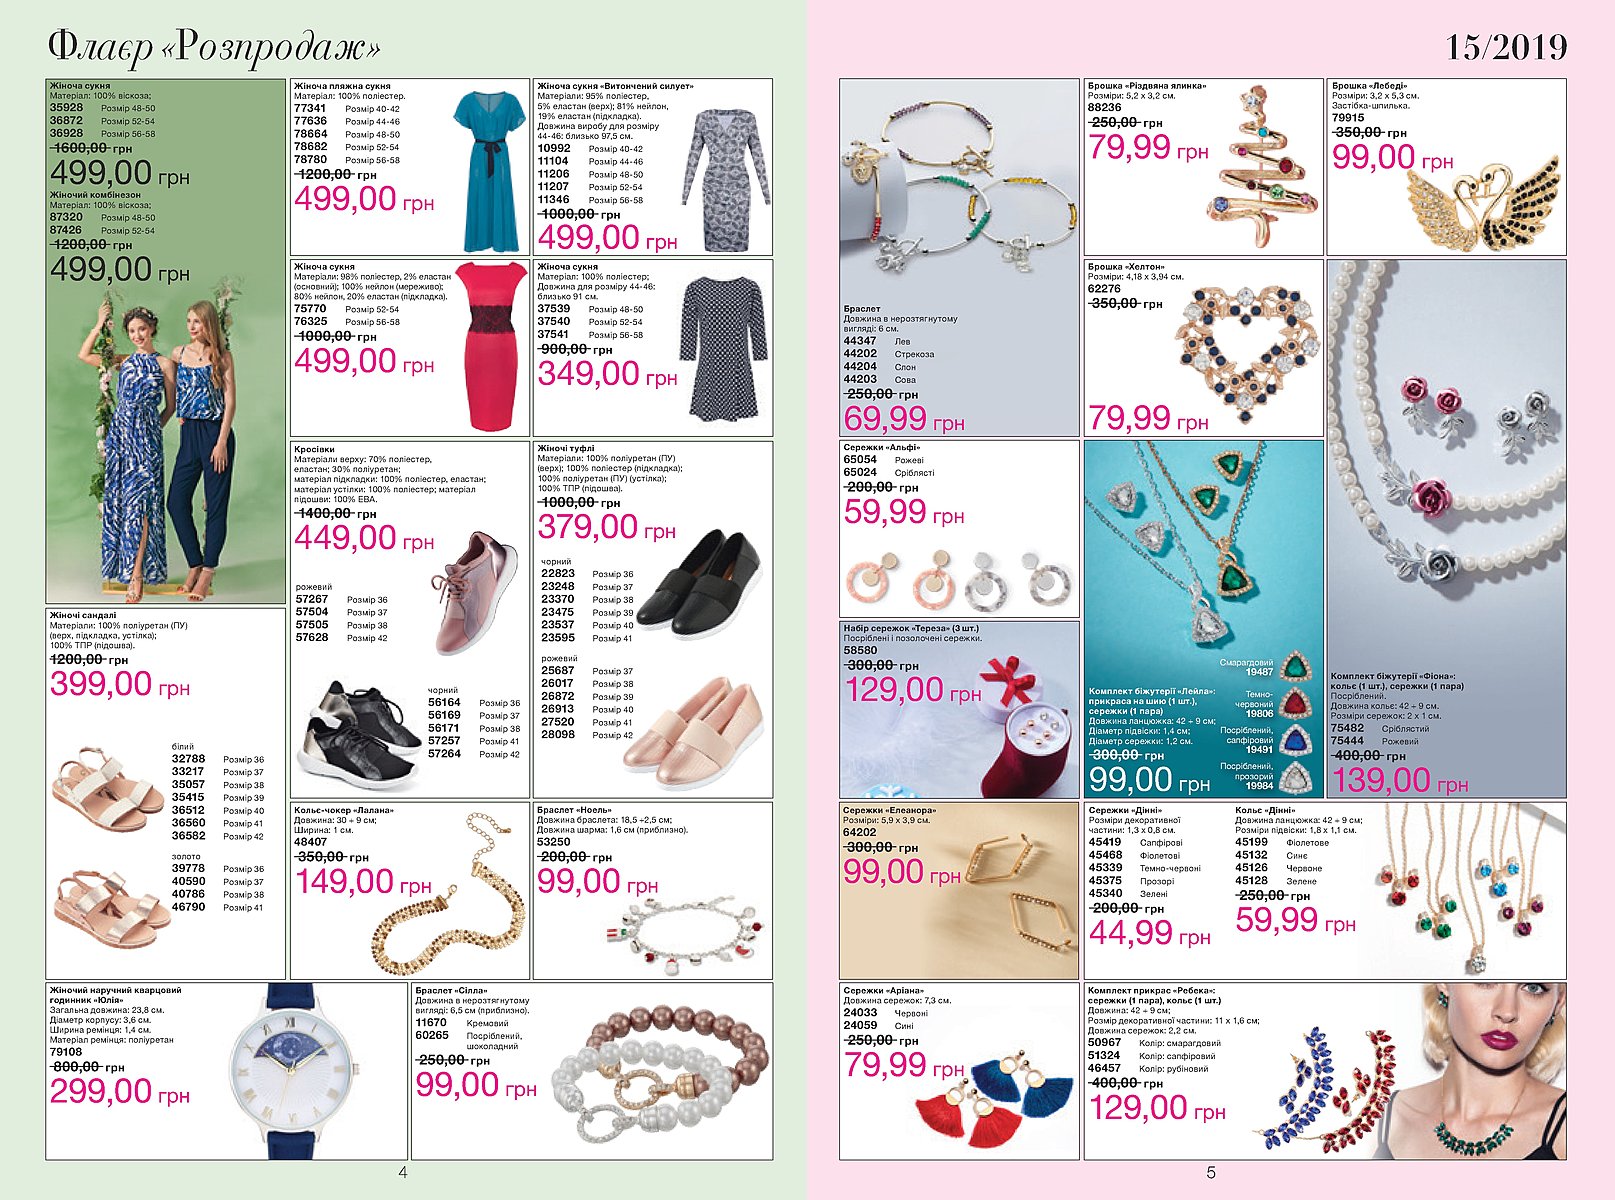 Флаєр «Розпродаж»
Жіноча сукня
Матеріал: 100% віскоза;
35928 Розмір 48-50
36872 Розмір 52-54
36928 Розмір 56-58
1600,00 грн
499,00 грн
Жіночий комбінезон
Матеріал: 100% віскоза;
87320 Розмір 48-50
87426 Розмір 52-54
1200,00 грн
499,00 грн
Жіноча пляжна сукня
Матеріал: 100% поліестер.
77341 Розмір 40-42
77636 Розмір 44-46
78664 Розмір 48-50
78682 Розмір 52-54
78780 Розмір 56-58
1200,00 грн
499,00 грн
Жіноча сукня «Витончений силует»
Матеріали: 95% поліестер,
5% еластан (верх); 81% нейлон,
19% еластан (підкладка).
Довжина виробу для розміру
44-46: близько 97,5 см.
10992 Розмір 40-42
11104 Розмір 44-46
11206 Розмір 48-50
11207 Розмір 52-54
11346 Розмір 56-58
1000,00 грн
499,00 грн
Жіноча сукня
Матеріали: 98% поліестер, 2% еластан
(основний); 100% нейлон (мереживо);
80% нейлон, 20% еластан (підкладка).
75770 Розмір 52-54
76325 Розмір 56-58
1000,00 грн
499,00 грн
Жіноча сукня
Матеріал: 100% поліестер;
Довжина для розміру 44-46:
близько 91 см.
37539 Розмір 48-50
37540 Розмір 52-54
37541 Розмір 56-58
900,00 грн
349,00 грн
Кросівки
Матеріали верху: 70% поліестер,
еластан; 30% поліуретан;
матеріал підкладки: 100% поліестер, еластан;
матеріал устілки: 100% поліестер; матеріал
підошви: 100% ЕВА.
1400,00 грн
449,00 грн
рожевий
57267 Розмір 36
57504 Розмір 37
57505 Розмір 38
57628 Розмір 42
чорний
56164 Розмір 36
56169 Розмір 37
56171 Розмір 38
57257 Розмір 41
57264 Розмір 42
Жіночі туфлі
Матеріали: 100% поліуретан (ПУ)
(верх); 100% поліестер (підкладка);
100% поліуретан (ПУ) (устілка);
100% ТПР (підошва).
1000,00 грн
379,00 грн
чорний
22823 Розмір 36
23248 Розмір 37
23370 Розмір 38
23475 Розмір 39
23537 Розмір 40
23595 Розмір 41
рожевий
25687 Розмір 37
26017 Розмір 38
26872 Розмір 39
26913 Розмір 40
27520 Розмір 41
28098 Розмір 42
Жіночі сандалі
Матеріали: 100% поліуретан (ПУ)
(верх, підкладка, устілка);
100% ТПР (підошва).
1200,00 грн
399,00 грн
білий
32788 Розмір 36
33217 Розмір 37
35057 Розмір 38
35415 Розмір 39
36512 Розмір 40
36560 Розмір 41
36582 Розмір 42
золото
39778 Розмір 36
40590 Розмір 37
40786 Розмір 38
46790 Розмір 41
Кольє-чокер «Лалана»
Довжина: 30 + 9 см;
Ширина: 1 см.
48407
350,00 грн
149,00 грн
Браслет «Ноель»
Довжина браслета: 18,5 +2,5 см;
Довжина шарма: 1,6 см (приблизно).
53250
200,00 грн
99,00 грн
Жіночий наручний кварцовий
годинник «Юлія»
Загальна довжина: 23,8 см.
Діаметр корпусу: 3,6 см.
Ширина ремінця: 1,4 см.
Матеріал ремінця: поліуретан
79108
800,00 грн
299,00 грн
Браслет «Сілла»
Довжина в нерозтягнутому
вигляді: 6,5 см (приблизно).
11670 Кремовий
60265 Посріблений,
шоколадний
250,00 грн
99,00 грн
4
15/2019
Браслет
Довжина в нерозтягнутому
вигляді: 6 см.
44347 Лев
44202 Стрекоза
44204 Слон
44203 Сова
250,00 грн
69,99 грн
Брошка «Різдвяна ялинка»
Розміри: 5,2 х 3,2 см.
88236
250,00 грн
79,99 грн
Брошка «Лебеді»
Розміри: 3,2 х 5,3 см.
Застібка-шпилька.
79915
350,00 грн
99,00 грн
Брошка «Хелтон»
Розміри: 4,18 х 3,94 см.
62276
350,00 грн
79,99 грн
Сережки «Альфі»
65054 Рожеві
65024 Сріблясті
200,00 грн
59,99 грн
Набір сережок «Тереза» (3 шт.)
Посріблені і позолочені сережки.
58580
300,00 грн
129,00 грн
Комплект біжутерії «Лейла»:
прикраса на шию (1 шт.),
сережки (1 пара)
Довжина ланцюжка: 42 + 9 см;
Діаметр підвіски: 1,4 см;
Діаметр сережки: 1,2 см.
300,00 грн
99,00 грн
Смарагдовий
19487
Темно-
червоний
19806
Посріблений,
сапфіровий
19491
Посріблений,
прозорий
19984
Комплект біжутерії «Фіона»:
кольє (1 шт.), сережки (1 пара)
Посріблений.
Довжина кольє: 42 + 9 см.
Розміри сережок: 2 х 1 см.
75482 Сріблястий
75444 Рожевий
400,00 грн
139,00 грн
Сережки «Елеанора»
Розміри: 5,9 х 3,9 см.
64202
300,00 грн
99,00 грн
Сережки «Дінні»
Розміри декоративної
частини: 1,3 х 0,8 см.
45419 Сапфірові
45468 Фіолетові
45339 Темно-червоні
45375 Прозорі
45340 Зелені
200,00 грн
44,99 грн
Кольє «Дінні»
Довжина ланцюжка: 42 + 9 см;
Розміри підвіски: 1,8 х 1,1 см.
45199 Фіолетове
45132 Синє
45126 Червоне
45128 Зелене
250,00 грн
59,99 грн
Сережки «Аріана»
Довжина сережок: 7,3 см.
24033 Червоні
24059 Сині
250,00 грн
79,99 грн
Комплект прикрас «Ребека»:
сережки (1 пара), кольє (1 шт.)
Довжина: 42 + 9 см;
Розмір декоративної частини: 11 х 1,6 см;
Довжина сережок: 2,2 см.
50967 Колір: смарагдовий
51324 Колір: сапфіровий
46457 Колір: рубіновий
400,00 грн
129,00 грн
5